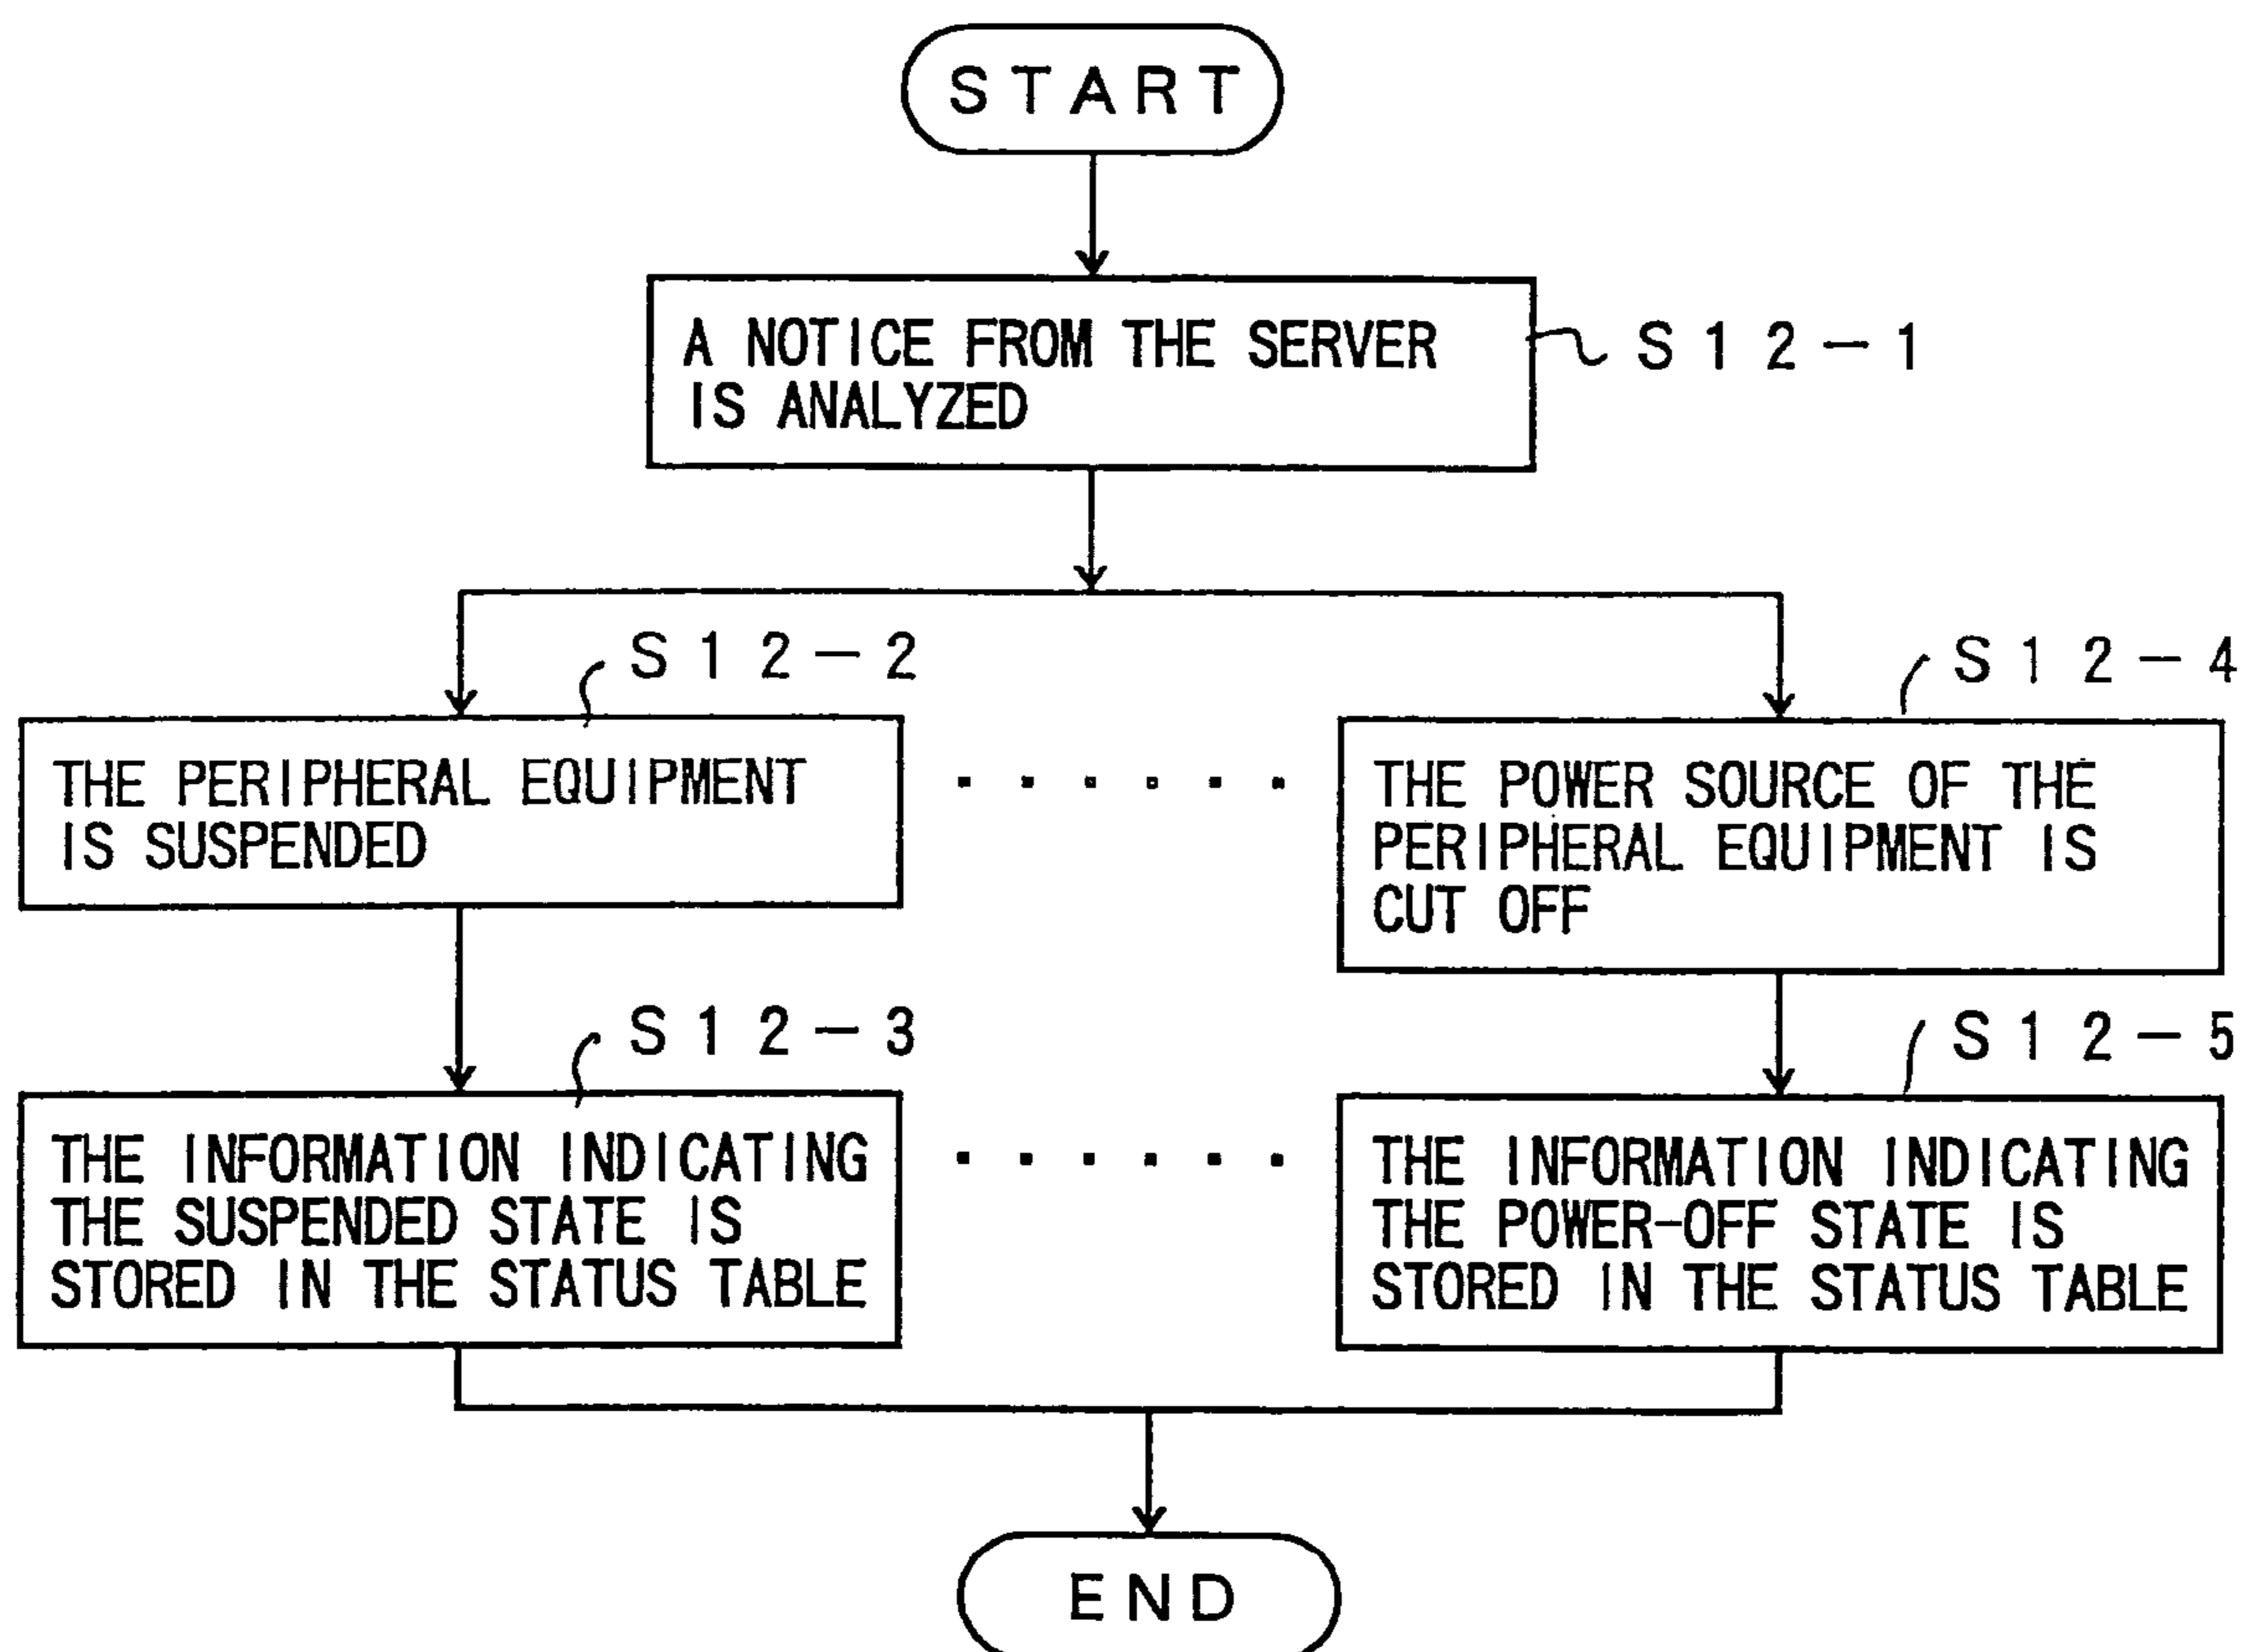 START
A NOTICE FROM THE SERVER
IS ANALYZED
S12-1
S12-2
S12-4
THE PERIPHERAL EQUIPMENT
IS SUSPENDED
THE POWER SOURCE OF THE
PERIPHERAL EQUIPMENT IS
CUT OFF
S12-3
S12-5
THE INFORMATION INDICATING
THE SUSPENDED STATE IS
STORED IN THE STATUS TABLE
THE INFORMATION INDICATING
THE POWER-OFF STATE IS
STORED IN THE STATUS TABLE
END